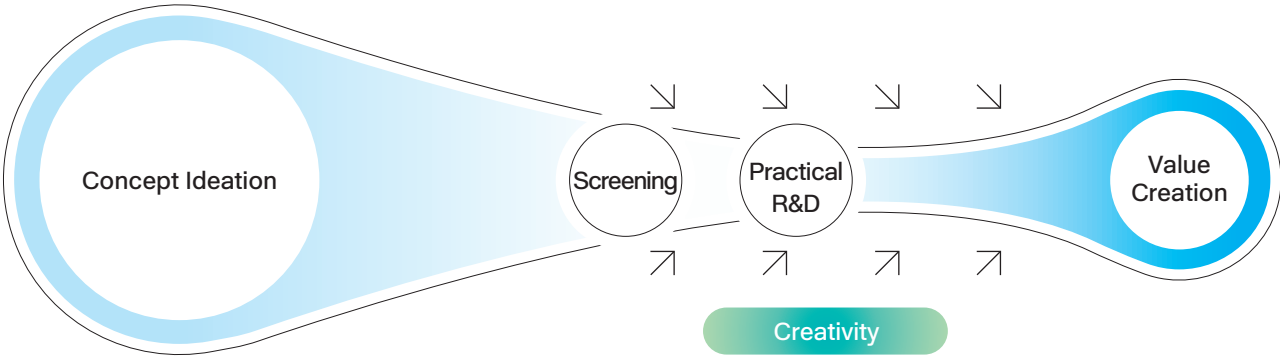 Concept Ideation
Screening
Practical
R&D
Value
Creation
Creativity